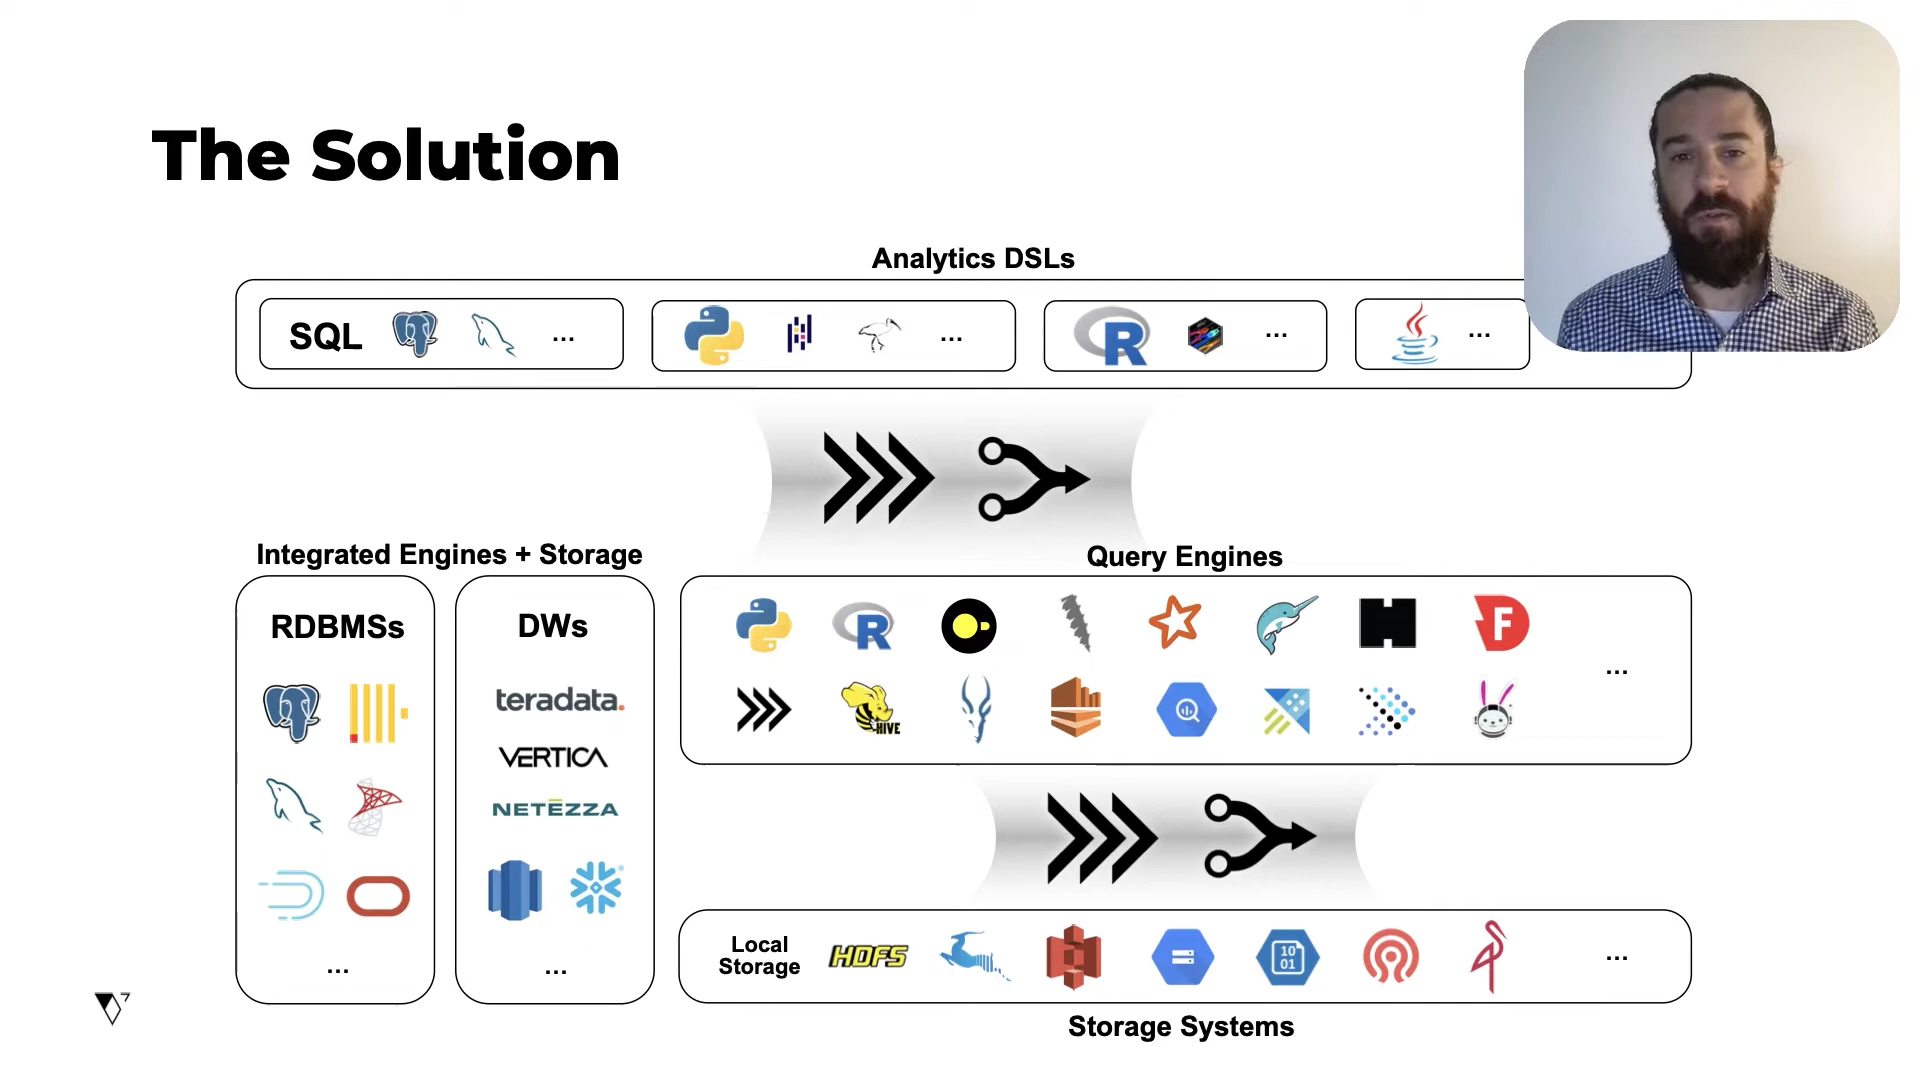 The Solution
Analytics DSLs
SQL
...
...
...
...
Integrated Engines + Storage
Query Engines
RDBMSs
DWs
teradata.
VERTICA
NETEZZA
...
...
F
HIVE
...
Local
Storage
HDFS
10
01
...
Storage Systems
R
R
7